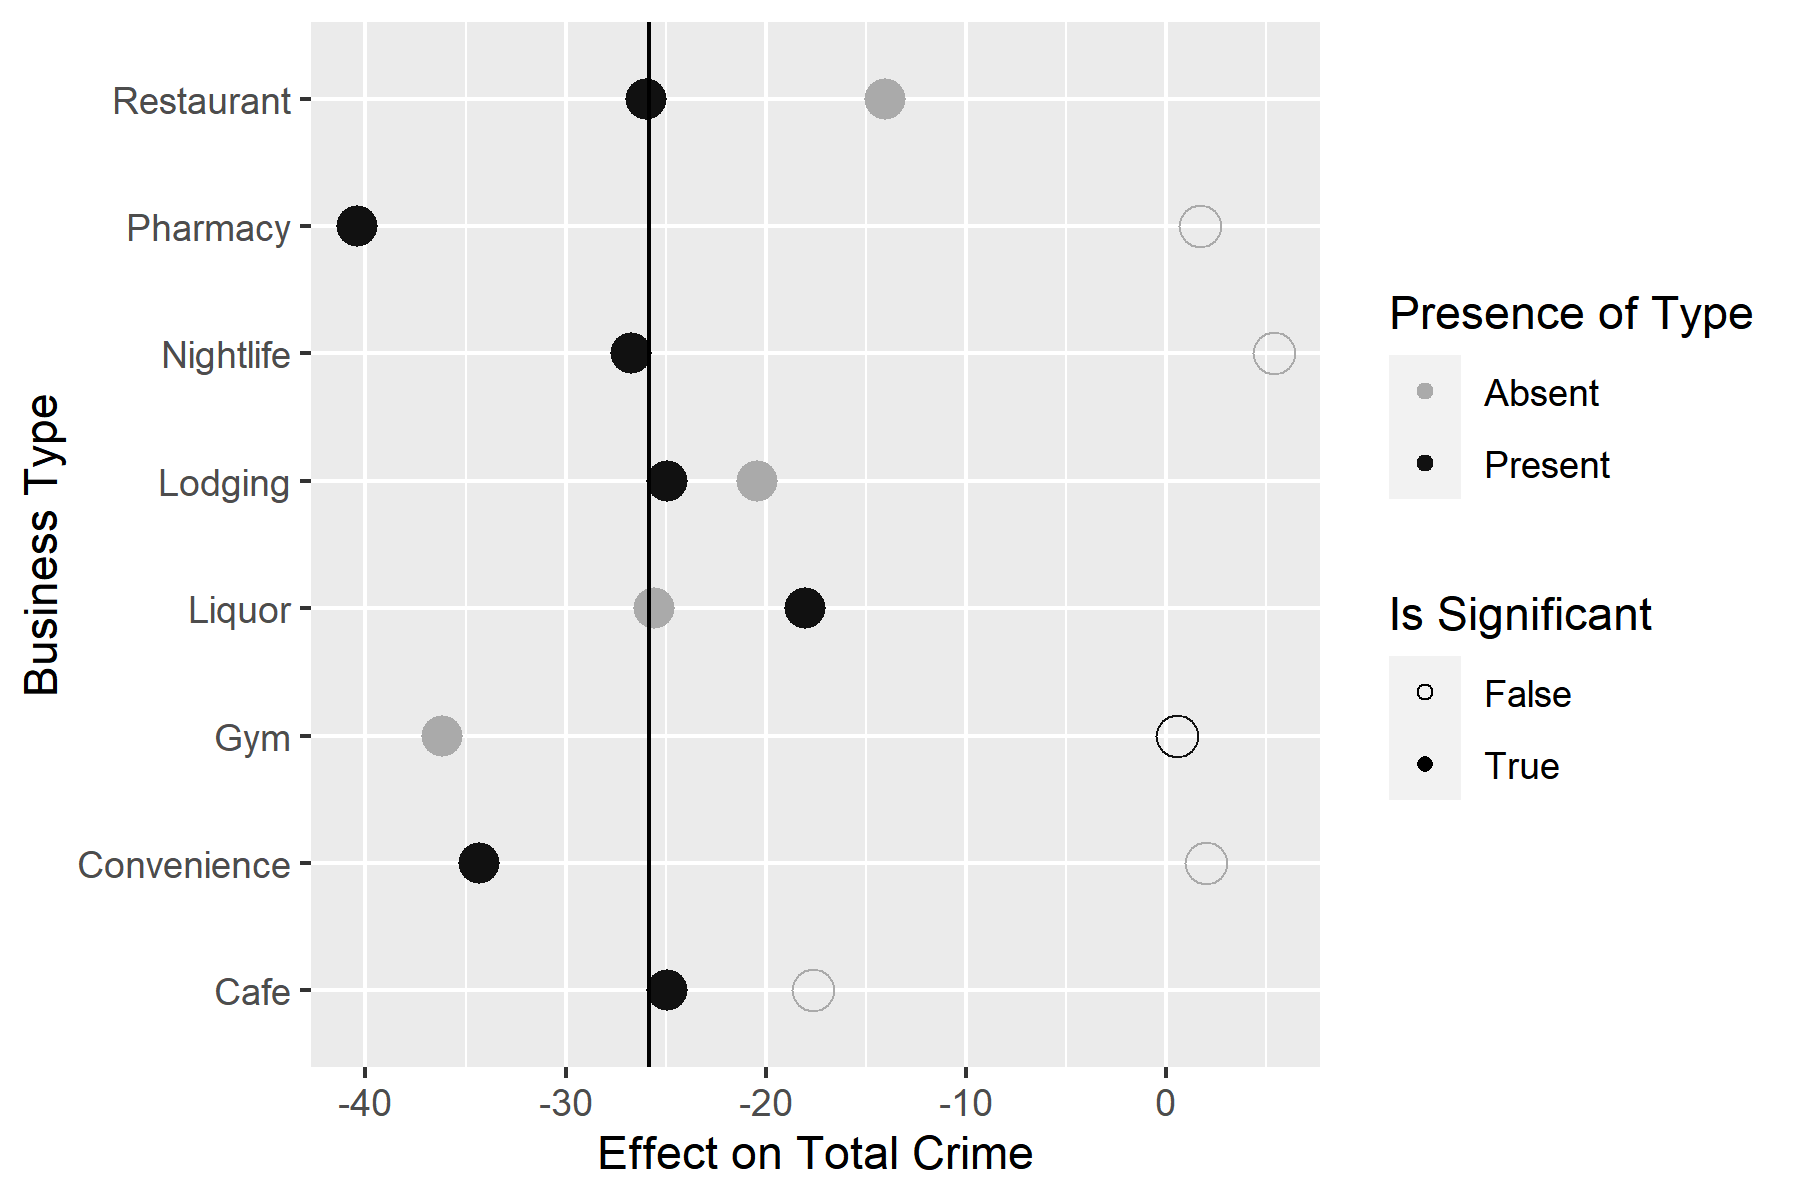 Restaurant
Pharmacy
Nightlife
Lodging
Liquor
Gym
Convenience
Cafe
Business Type
-40 -30 -20 -10 0
Effect on Total Crime
Presence of Type
Absent
Present
Is Significant
False
True